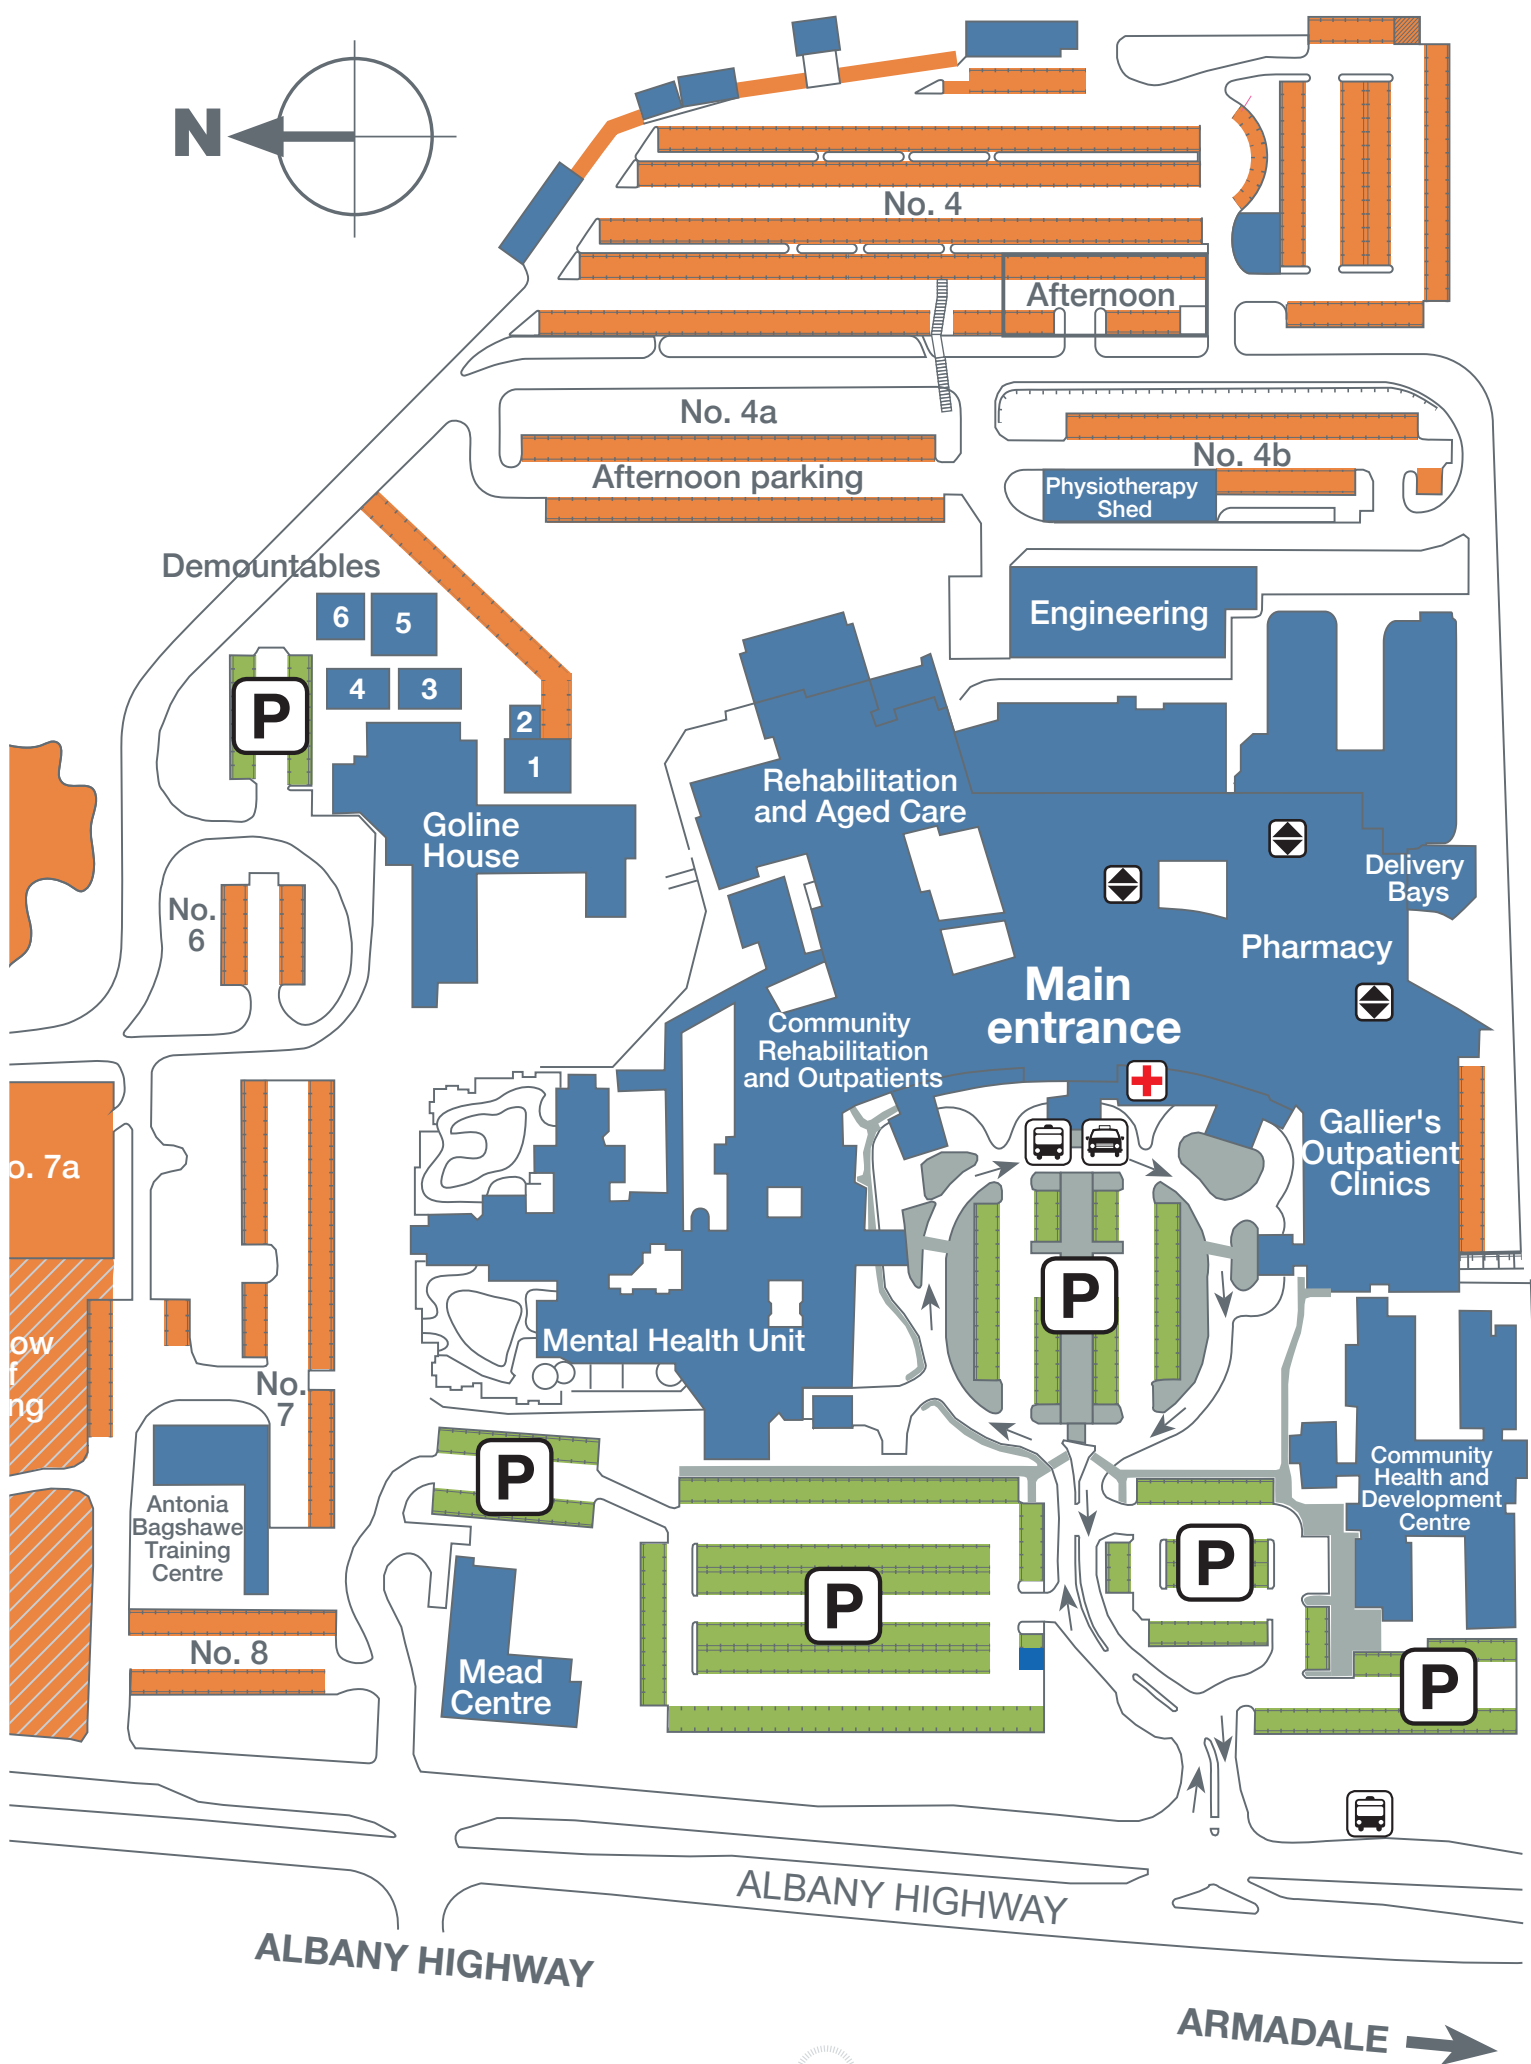 N
No. 4
Afternoon
No. 4a
Afternoon parking
No. 4b
Physiotherapy
Shed
Demountables
6
5
4
3
2
1
P
Engineering
Goline
House
Rehabilitation
and Aged Care
Delivery
Bays
Pharmacy
No.
6
Main
entrance
Community
Rehabilitation
and Outpatients
Gallier's
Outpatient
Clinics
o. 7a
P
Mental Health Unit
ow
f
ng
No.
7
P
Community
Health and
Development
Centre
Antonia
Bagshawe
Training
Centre
P
P
No. 8
Mead
Centre
P
ALBANY HIGHWAY
ALBANY HIGHWAY
ARMADALE